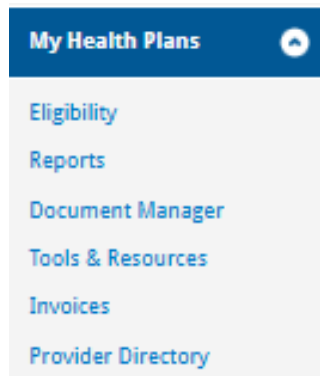 My Health Plans
Eligibility
Reports
Document Manager
Tools & Resources
Invoices
Provider Directory